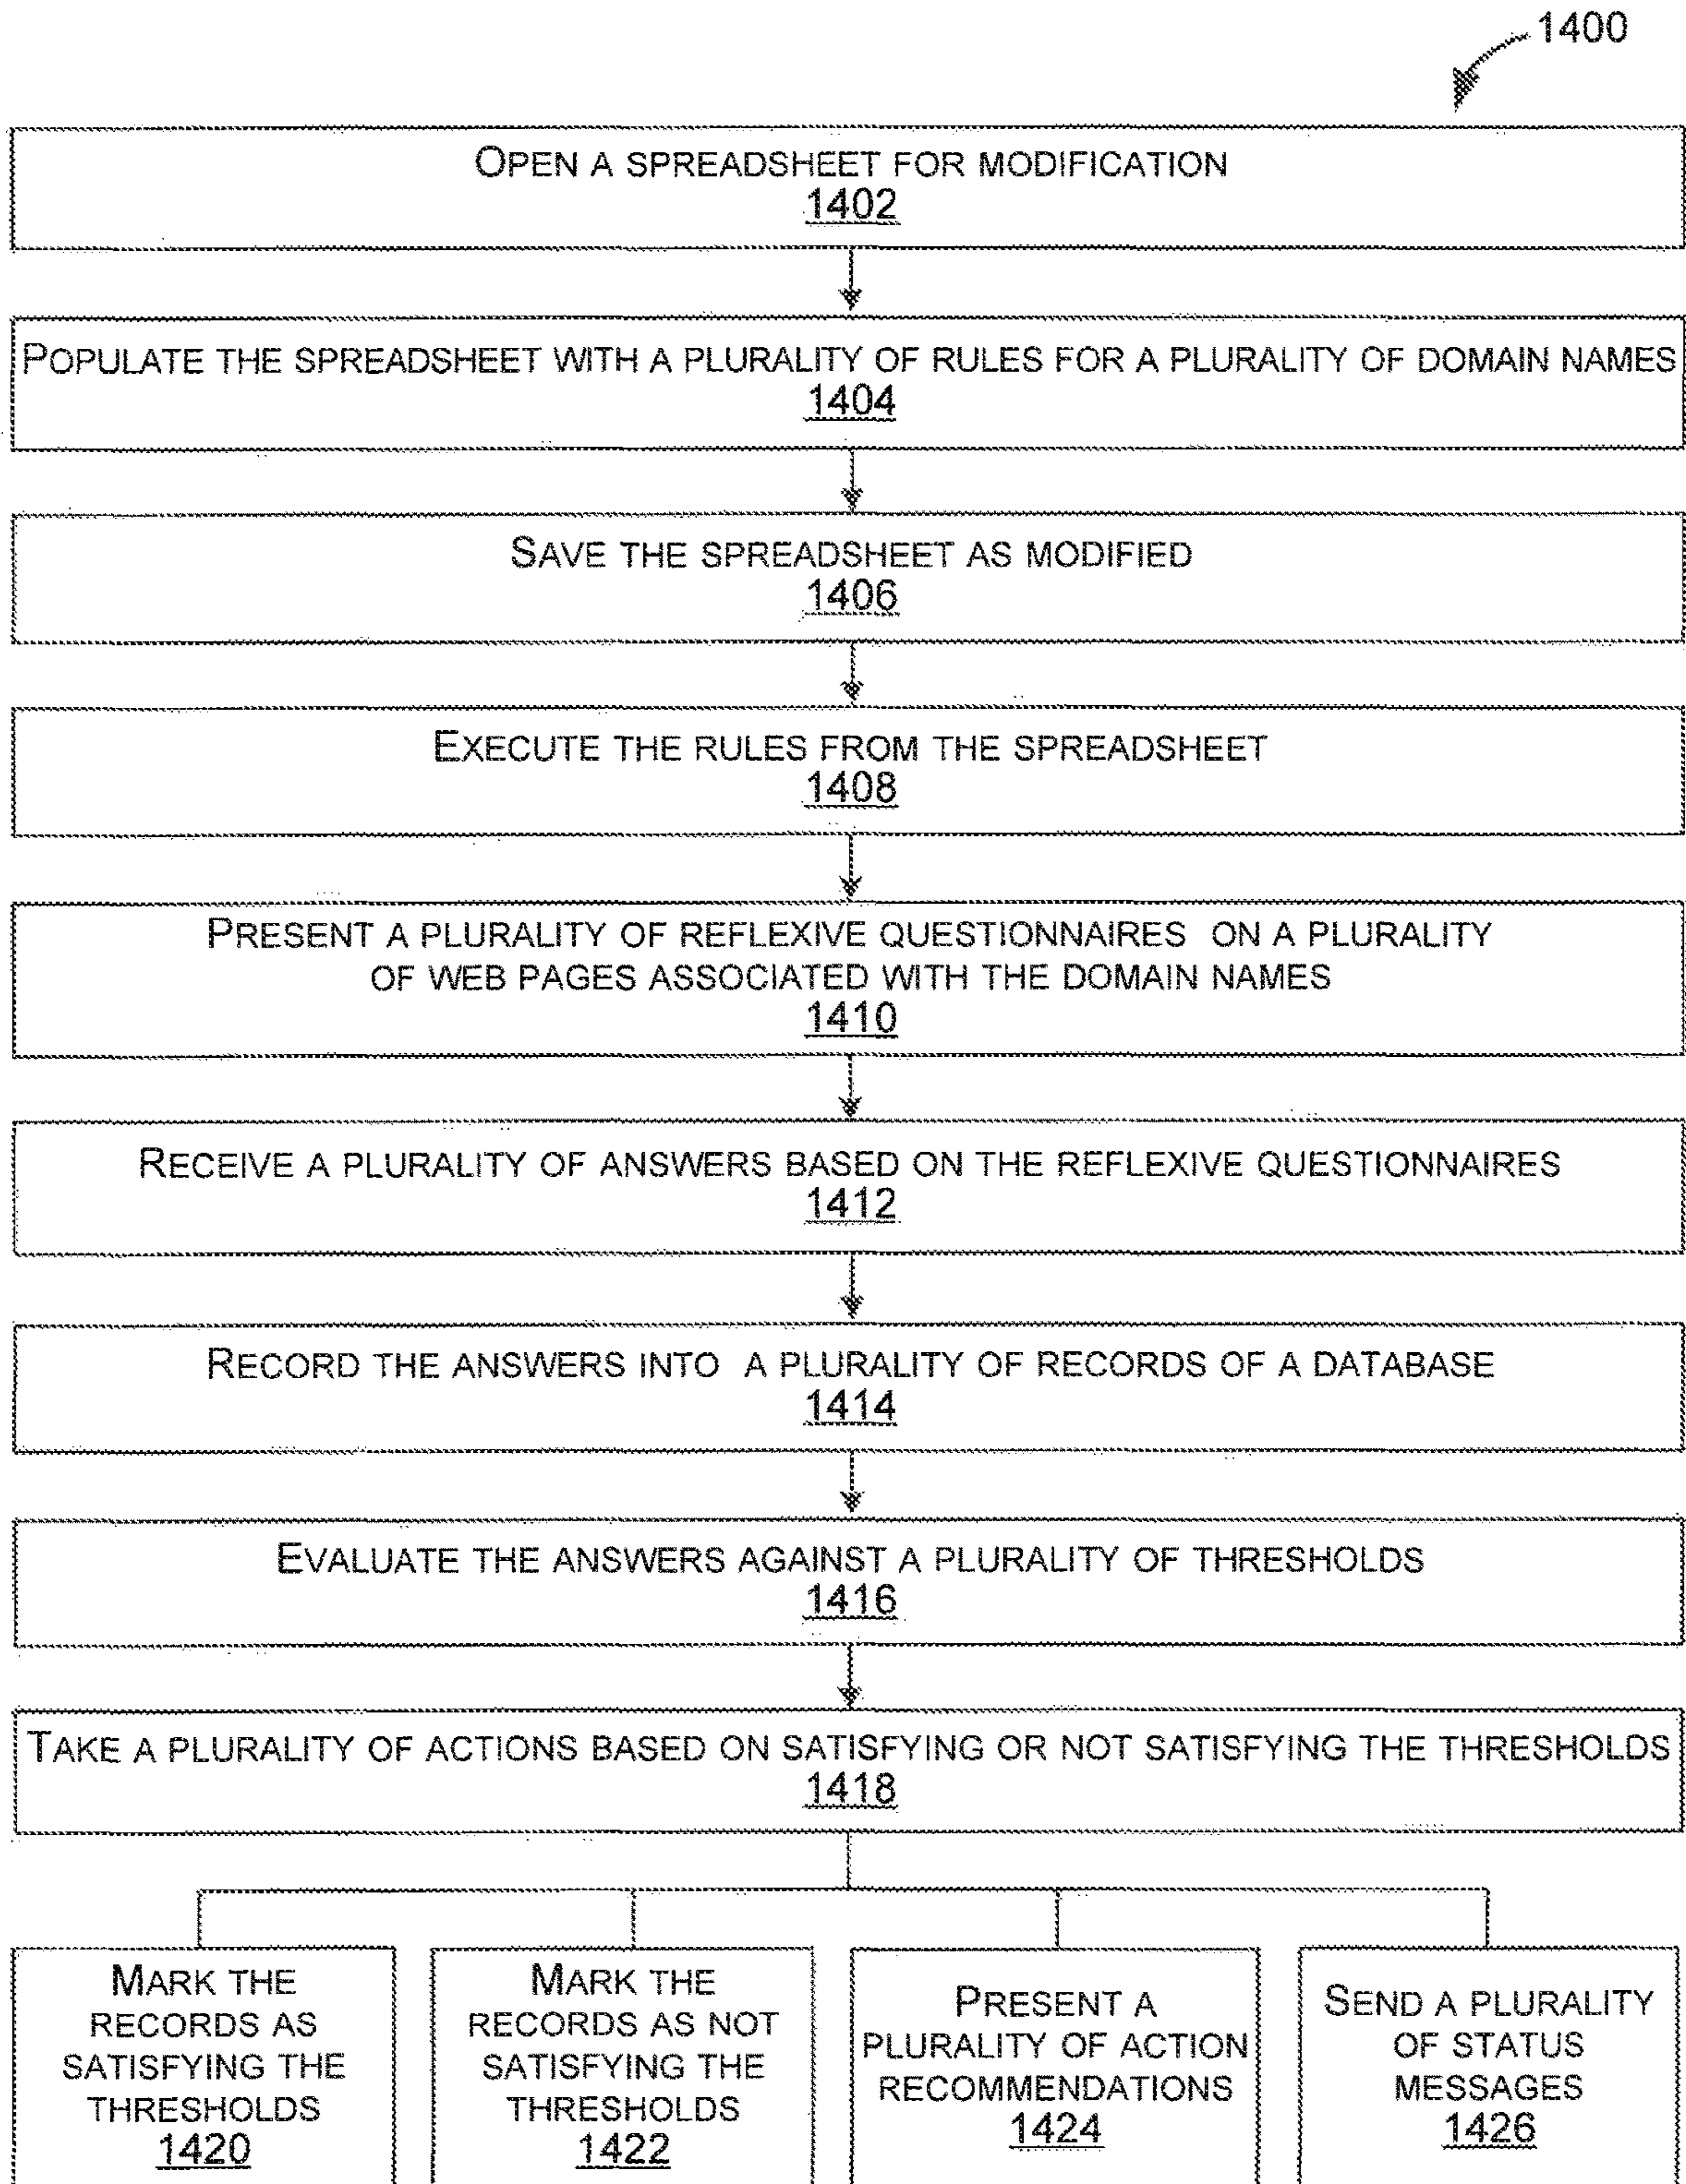 1400
OPEN A SPREADSHEET FOR MODIFICATION
1402
POPULATE THE SPREADSHEET WITH A PLURALITY OF RULES FOR A PLURALITY OF DOMAIN NAMES
1404
SAVE THE SPREADSHEET AS MODIFIED
1406
EXECUTE THE RULES FROM THE SPREADSHEET
1408
PRESENT A PLURALITY OF REFLEXIVE QUESTIONNAIRES ON A PLURALITY
OF WEB PAGES ASSOCIATED WITH THE DOMAIN NAMES
1410
RECEIVE A PLURALITY OF ANSWERS BASED ON THE REFLEXIVE QUESTIONNAIRES
1412
RECORD THE ANSWERS INTO A PLURALITY OF RECORDS OF A DATABASE
1414
EVALUATE THE ANSWERS AGAINST A PLURALITY OF THRESHOLDS
1416
TAKE A PLURALITY OF ACTIONS BASED ON SATISFYING OR NOT SATISFYING THE THRESHOLDS
1418
MARK THE
RECORDS AS
SATISFYING THE
THRESHOLDS
1420
MARK THE
RECORDS AS NOT
SATISFYING THE
THRESHOLDS
1422
PRESENT A
PLURALITY OF ACTION
RECOMMENDATIONS
1424
SEND A PLURALITY
OF STATUS
MESSAGES
1426